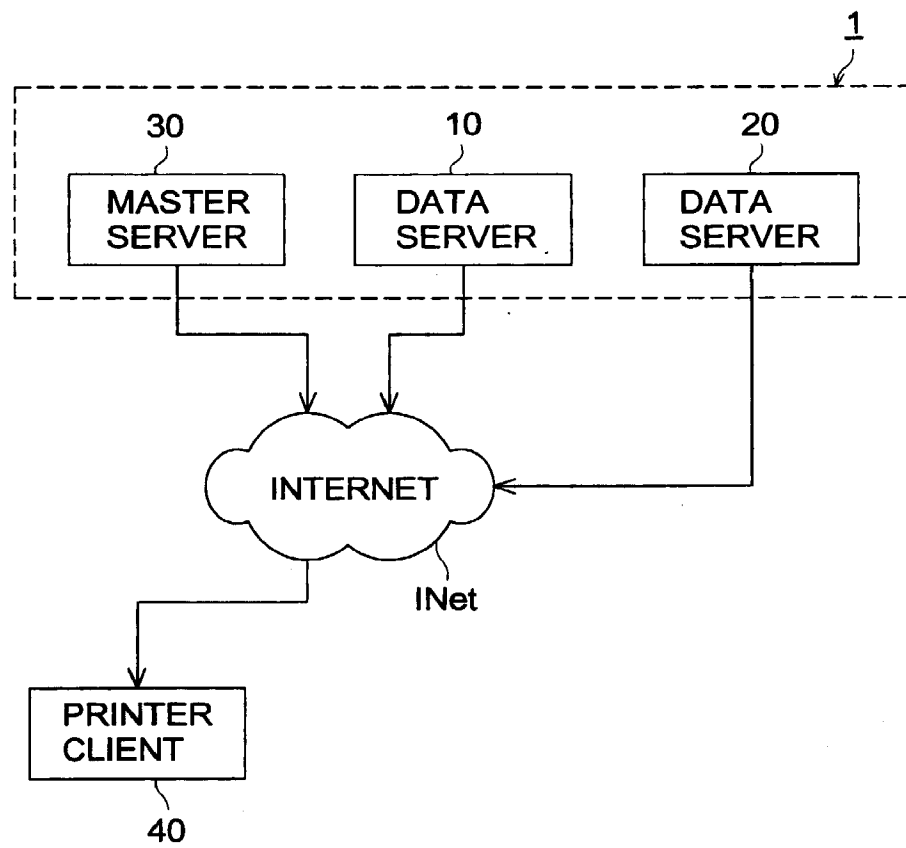 1
30
10
20
MASTER
SERVER
DATA
SERVER
DATA
SERVER
INTERNET
INet
PRINTER
CLIENT
40